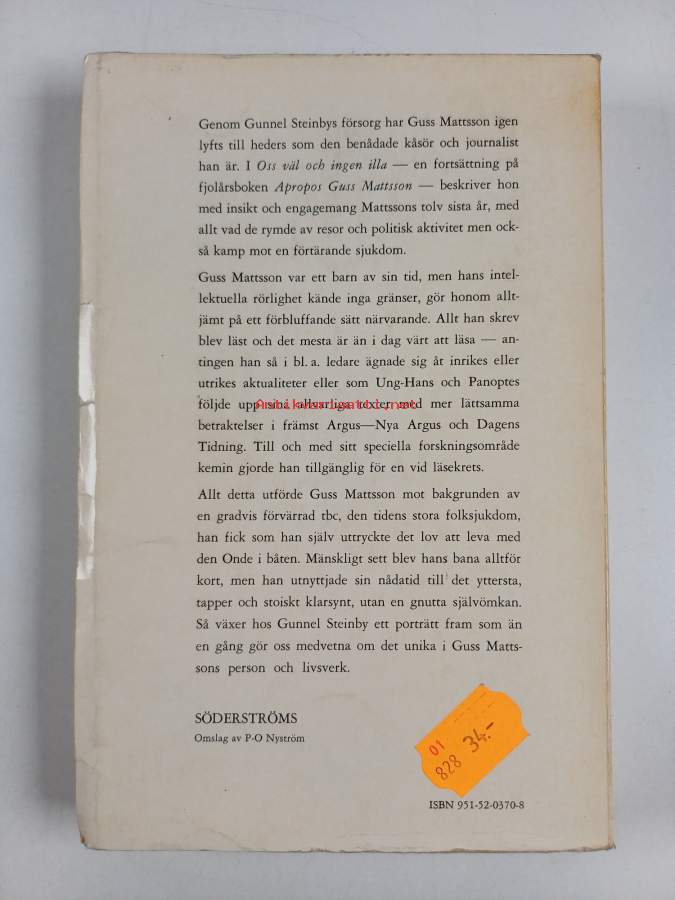 Genom Gunnel Steinbys försorg har Guss Mattsson igen
lyfts till heders som den benådade kåsör och journalist
han är. I Oss väl och ingen illa — en fortsättning på
fjolårsboken Apropos Guss Mattsson — beskriver hon
med insikt och engagemang Mattssons tolv sista år, med
allt vad de rymde av resor och politisk aktivitet men ock-
så kamp mot en förtärande sjukdom.
Guss Mattsson var ett barn av sin tid, men hans intel-
lektuella rörlighet kände inga gränser, gör honom allt-
jämt på ett förbluffande sätt närvarande. Allt han skrev
blev läst och det mesta är än i dag värt att läsa — an-
tingen han så i bl. a. ledare ägnade sig åt inrikes eller
utrikes aktualiteter eller som Ung-Hans och Panoptes
följde upp sina allvarliga texter med mer lättsamma
Antikvariaatti.net
betraktelser i främst Argus—Nya Argus och Dagens
Tidning. Till och med sitt speciella forskningsområde
kemin gjorde han tillgänglig för en vid läsekrets.
Allt detta utförde Guss Mattsson mot bakgrunden av
en gradvis förvärrad tbc, den tidens stora folksjukdom,
han fick som han själv uttryckte det lov att leva med
den Onde i båten. Mänskligt sett blev hans bana alltför
kort, men han utnyttjade sin nådatid till det yttersta,
tapper och stoiskt klarsynt, utan en gnutta självömkan.
Så växer hos Gunnel Steinby ett porträtt fram som än
en gång gör oss medvetna om det unika i Guss Matts-
sons person och livsverk.
SÖDERSTRÖMS
Omslag av P-O Nyström
01
828 34.-
ISBN 951-52-0370-8